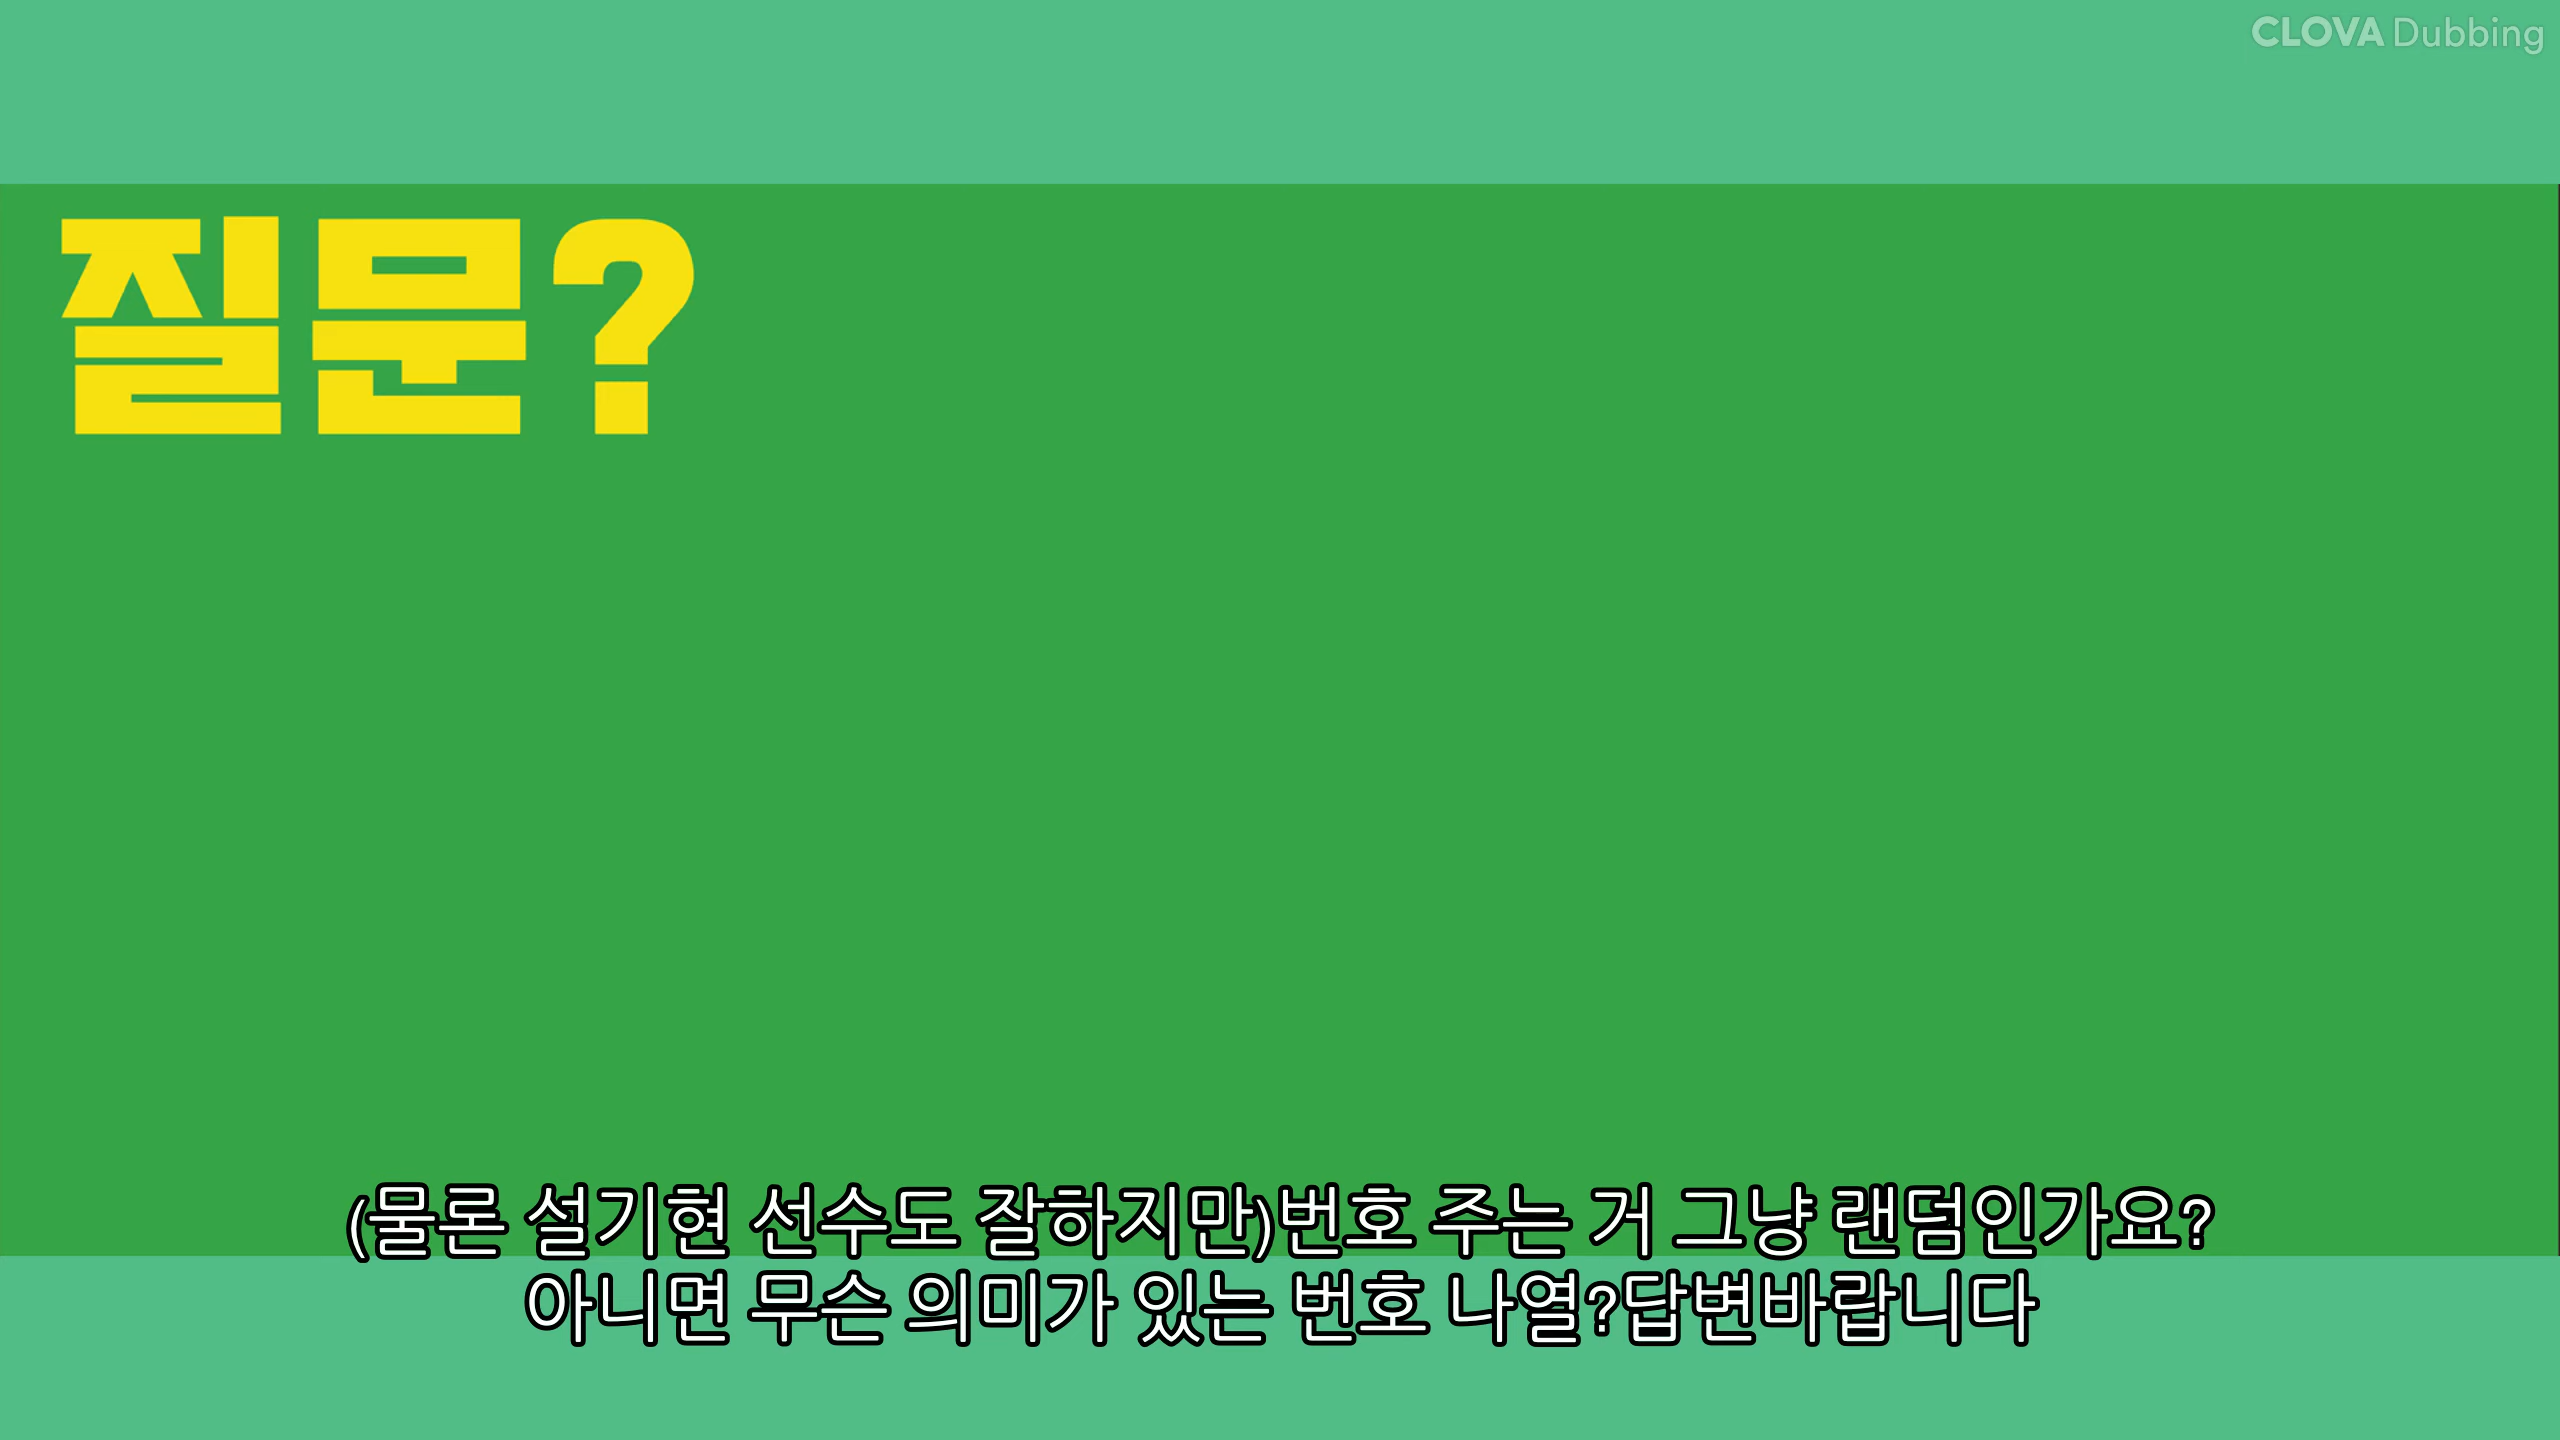 CLOVA Dubbing
질문?
(물론 설기현 선수도 잘하지만)번호 주는 거 그냥 랜덤인가요?
아니면 무슨 의미가 있는 번호 나열?답변바랍니다